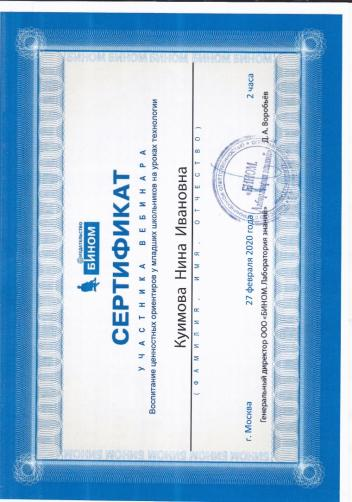 Издательство
БИНОМ
СЕРТИФИКАТ
УЧАСТНИКА ВЕБИНАРА
Воспитание ценностных ориентиров у младших школьников на уроках технологии
Куимова Нина Ивановна
(ФАМИЛИЯ, ИМЯ, ОТЧЕСТВО)
г. Москва 27 февраля 2020 года 2 часа
Генеральный директор ООО «БИНОМ. Лаборатория знаний» Д. А. Воробьёв
"БИНОМ.